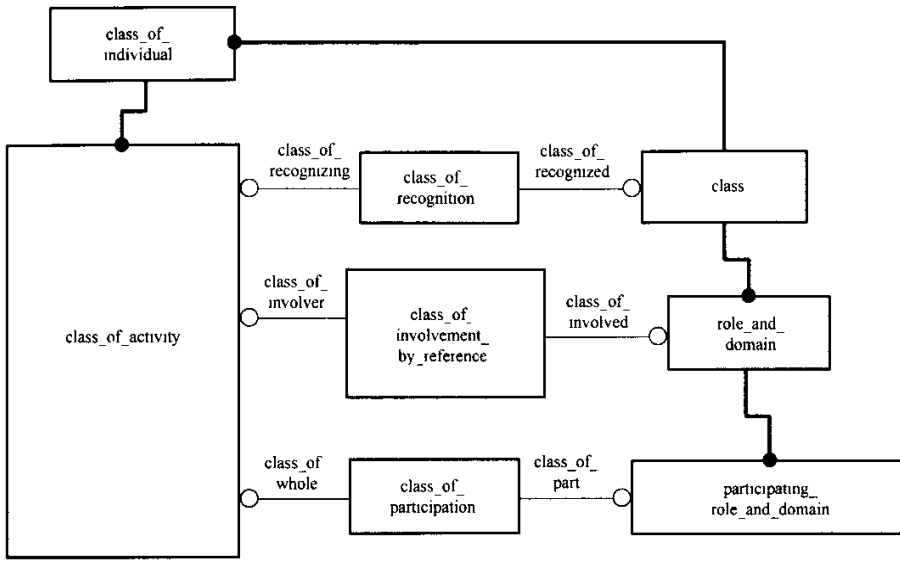 class_of_
individual
class_of_
recognizing
class_of_
recognition
class_of_
recognized
class
class_of_activity
class_of_
involver
class_of_
involvement_
by_reference
class_of_
involved
role_and_
domain
class_of
whole
class_of_
participation
class_of_
part
participating_
role_and_domain